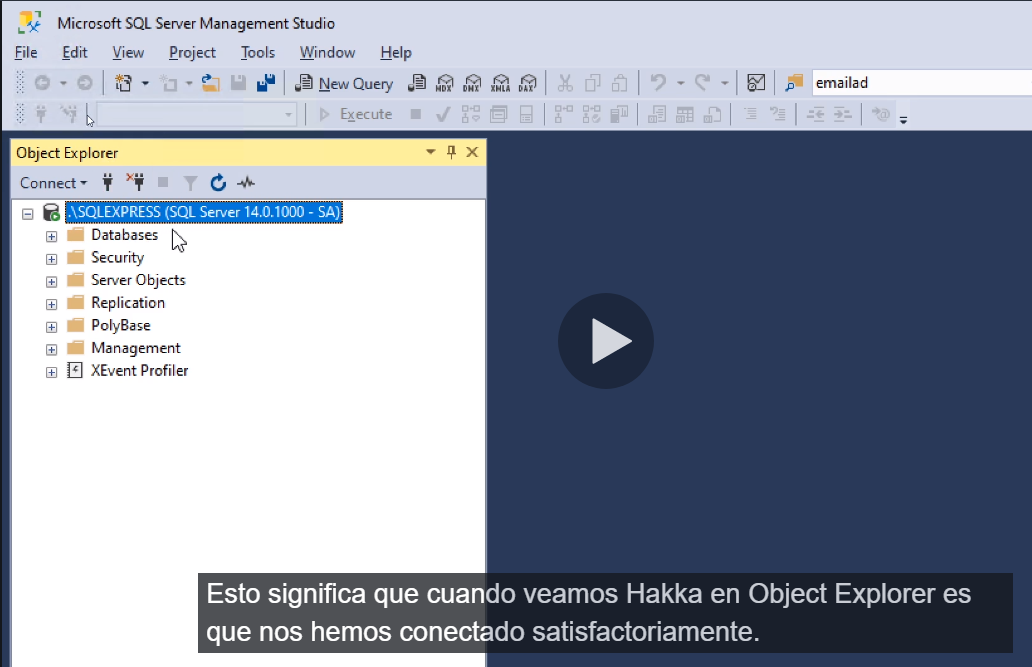 Microsoft SQL Server Management Studio
File Edit View Project Tools Window Help
New Query MDX DMX XMLA DAX emailad
Execute
Object Explorer
Connect
.\SQLEXPRESS (SQL Server 14.0.1000 - SA)
Databases
Security
Server Objects
Replication
PolyBase
Management
XEvent Profiler
Esto significa que cuando veamos Hakka en Object Explorer es
que nos hemos conectado satisfactoriamente.